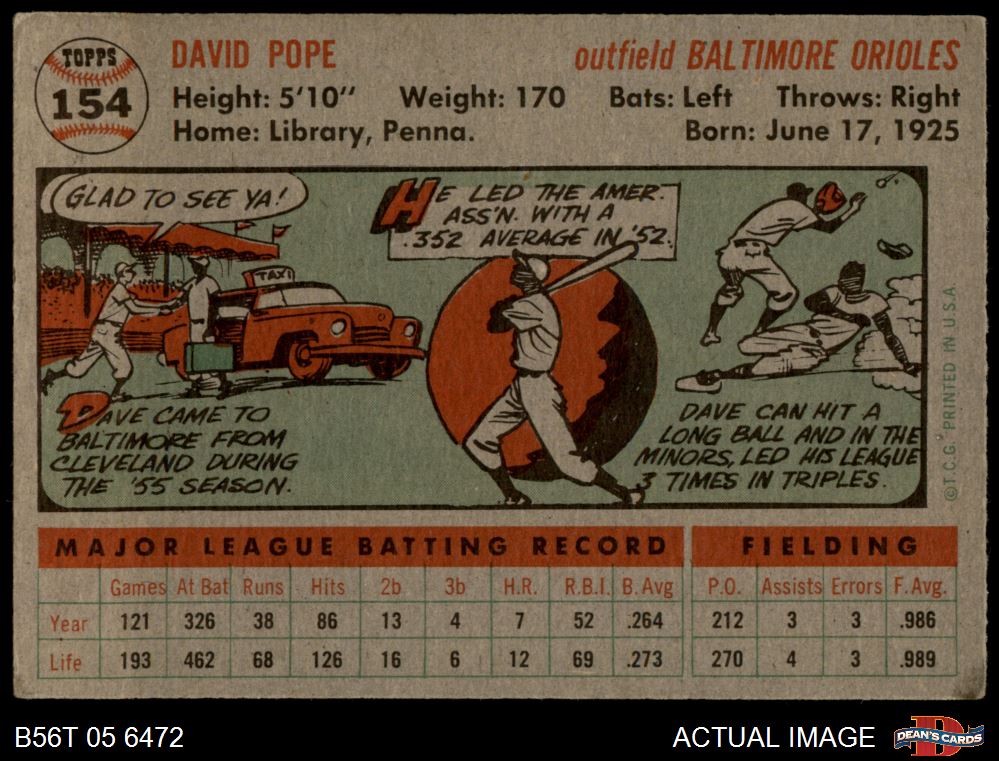 TOPPS
154
DAVID POPE
outfield BALTIMORE ORIOLES
Height: 5'10" Weight: 170 Bats: Left Throws: Right
Home: Library, Penna. Born: June 17, 1925
GLAD TO SEE YA!
TAXI
DAVE CAME TO
BALTIMORE FROM
CLEVELAND DURING
THE '55 SEASON.
HE LED THE AMER.
ASS'N. WITH A
.352 AVERAGE IN '52.
DAVE CAN HIT A
LONG BALL AND IN THE
MINORS, LED HIS LEAGUE
3 TIMES IN TRIPLES.
© T.C.G. PRINTED IN U.S.A.
MAJOR LEAGUE BATTING RECORD FIELDING
Games At Bat Runs Hits 2b 3b H.R. R.B.I. B. Avg P.O. Assists Errors F. Avg.
Year 121 326 38 86 13 4 7 52 .264 212 3 3 .986
Life 193 462 68 126 16 6 12 69 .273 270 4 3 .989
B56T 05 6472
ACTUAL IMAGE
DEAN'S CARDS